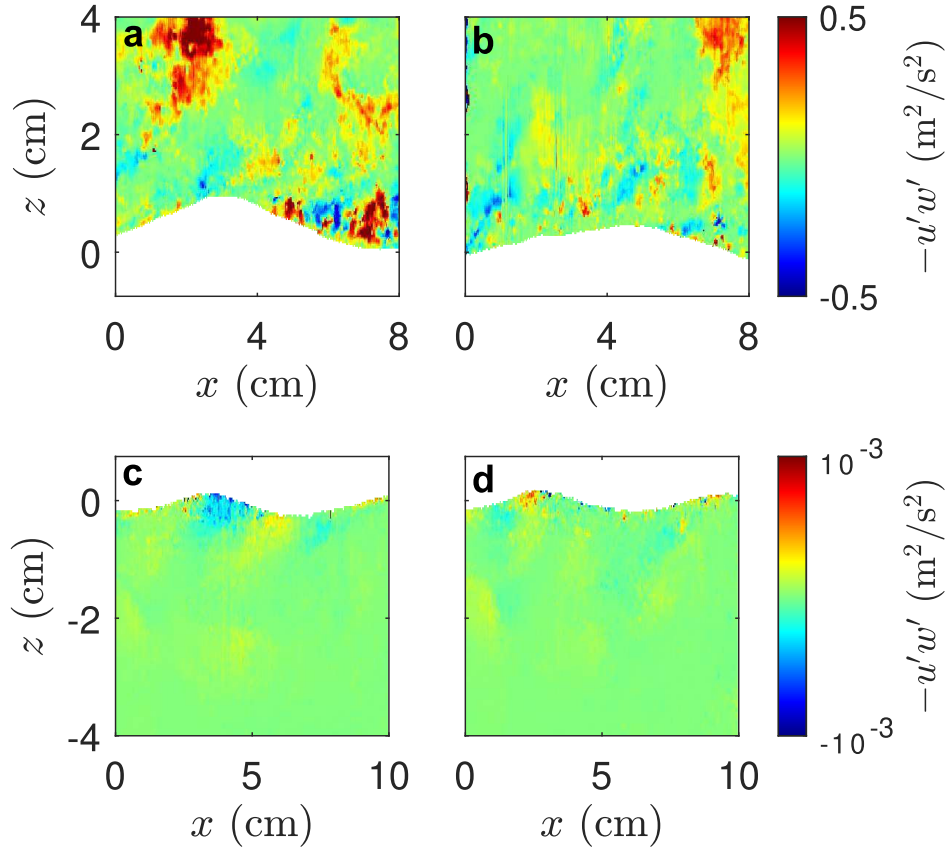 a
b
4
2
0
z (cm)
0 4 8
x (cm)
0 4 8
x (cm)
0.5
-0.5
−u′w′ (m²/s²)
c
d
0
-2
-4
z (cm)
0 5 10
x (cm)
0 5 10
x (cm)
10⁻³
-10⁻³
−u′w′ (m²/s²)